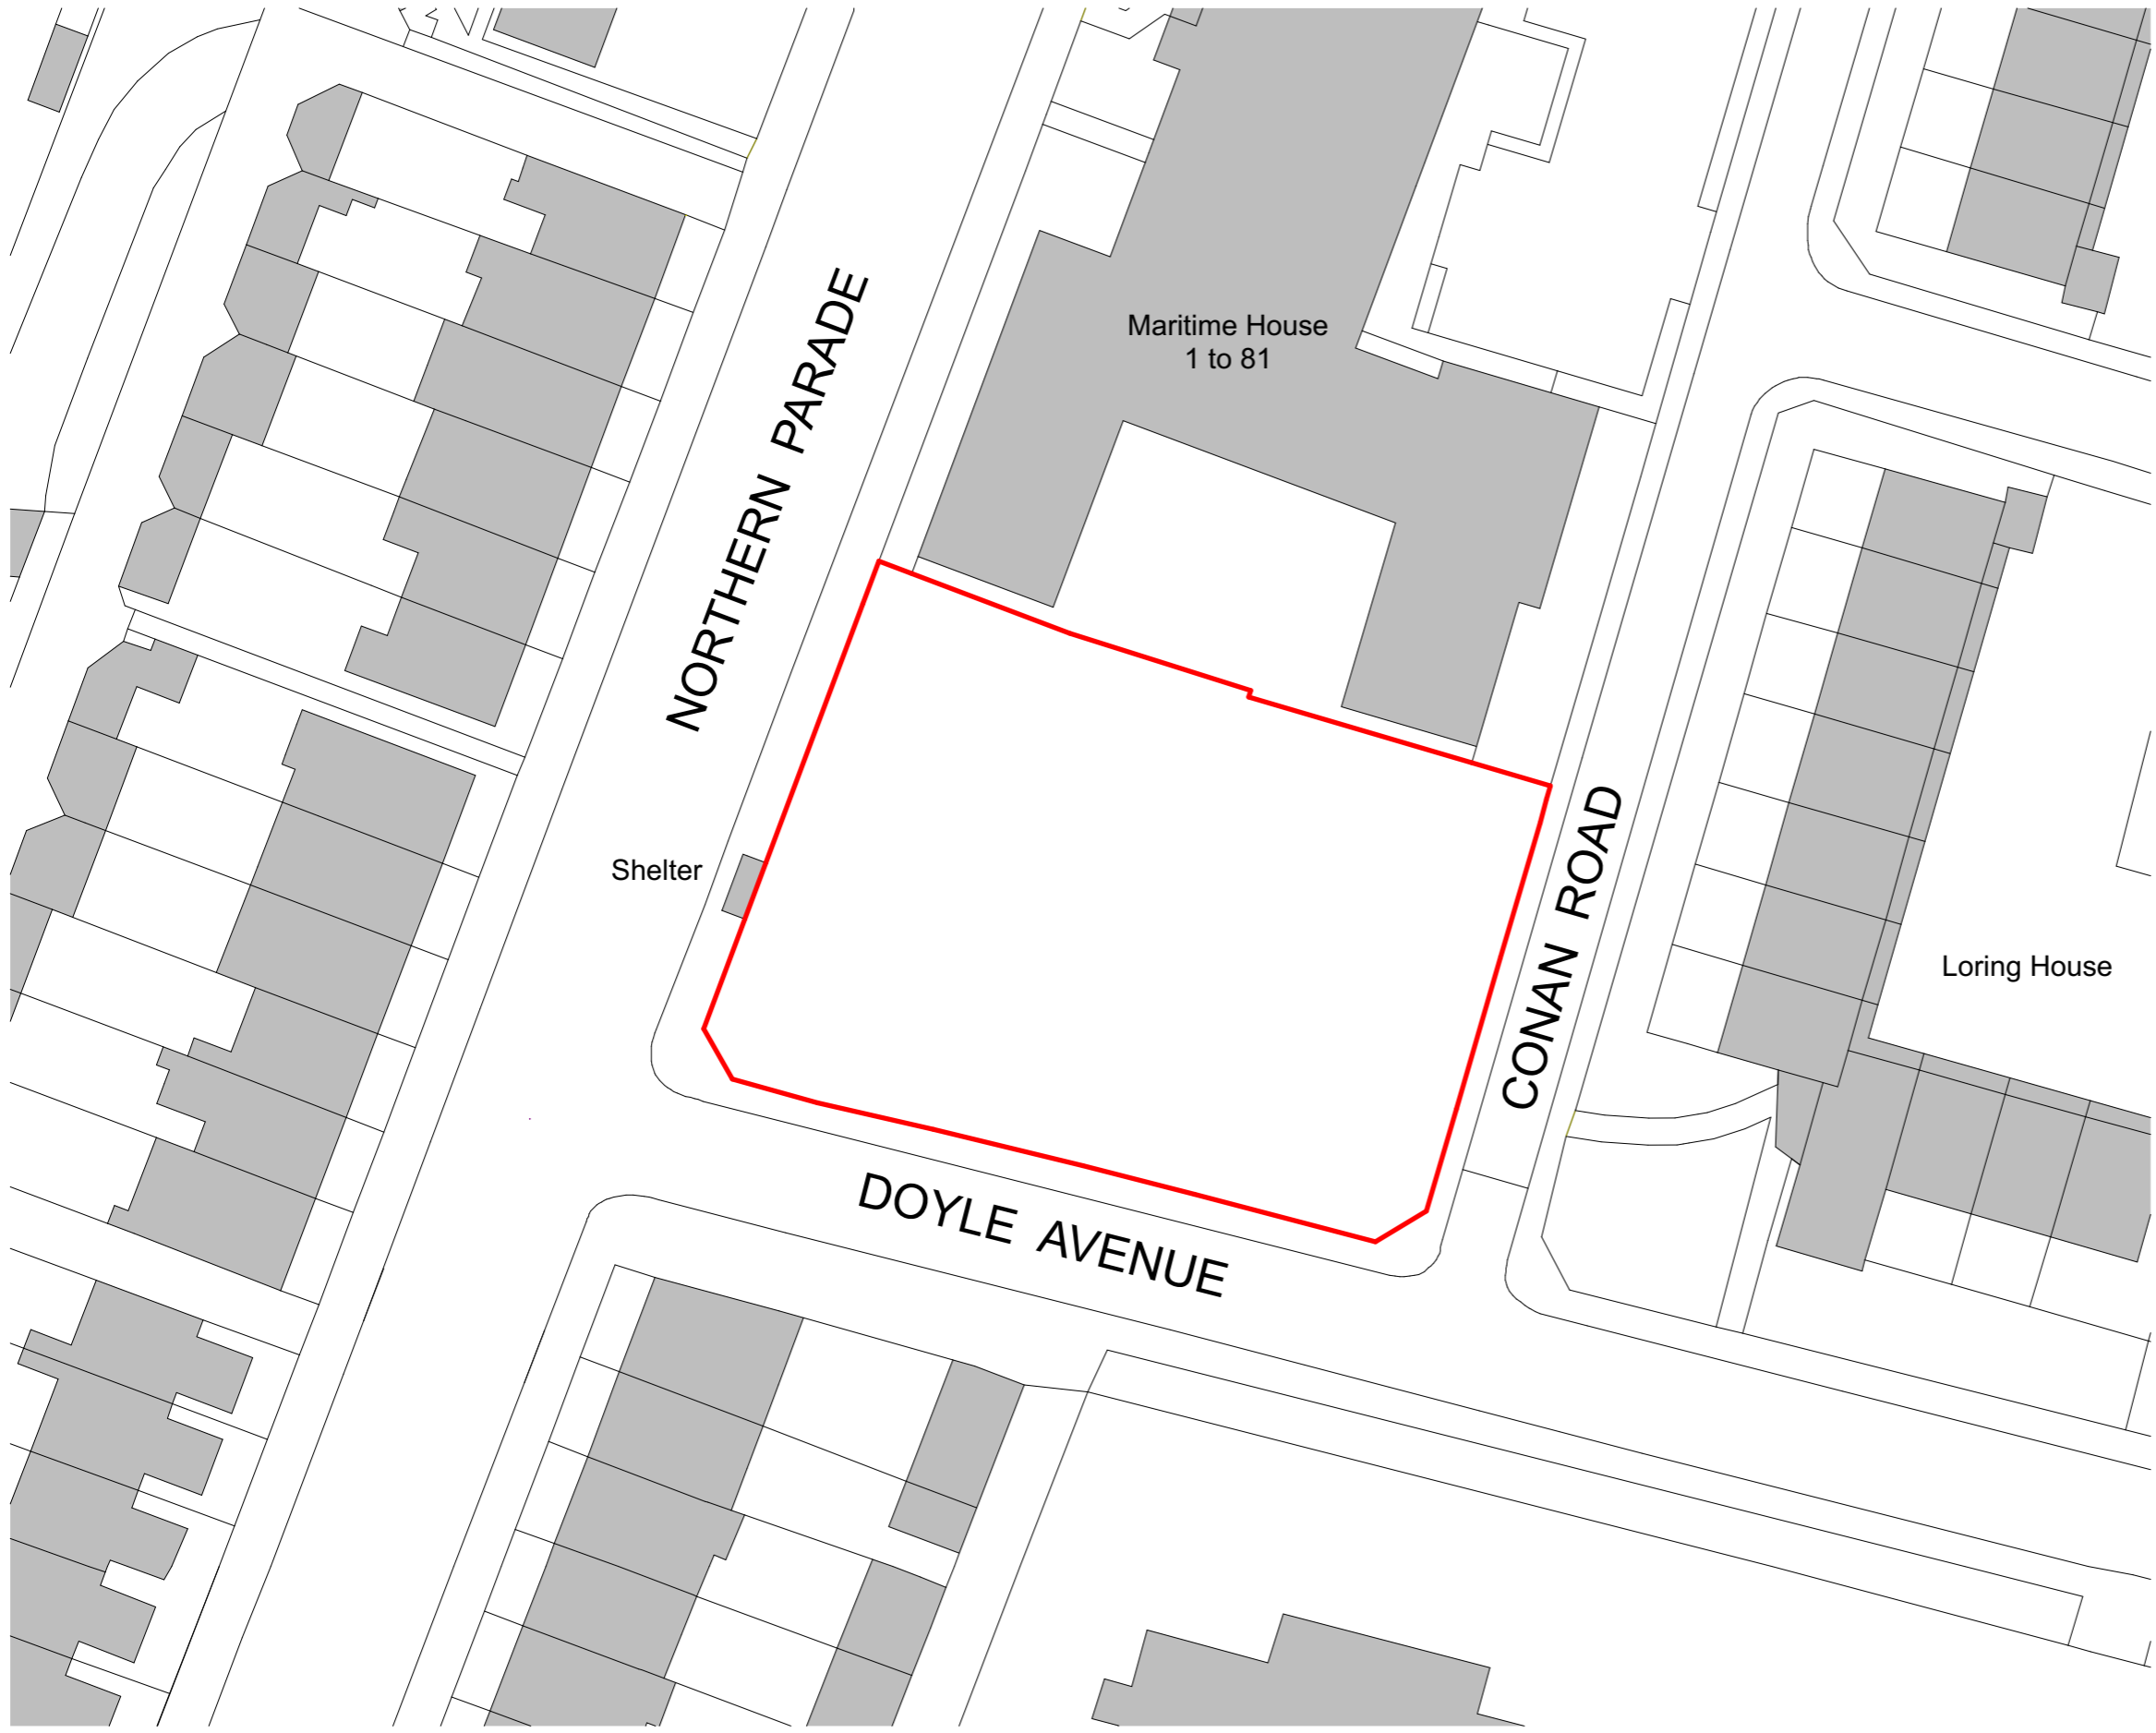 Maritime House
1 to 81
NORTHERN PARADE
Shelter
CONAN ROAD
Loring House
DOYLE AVENUE